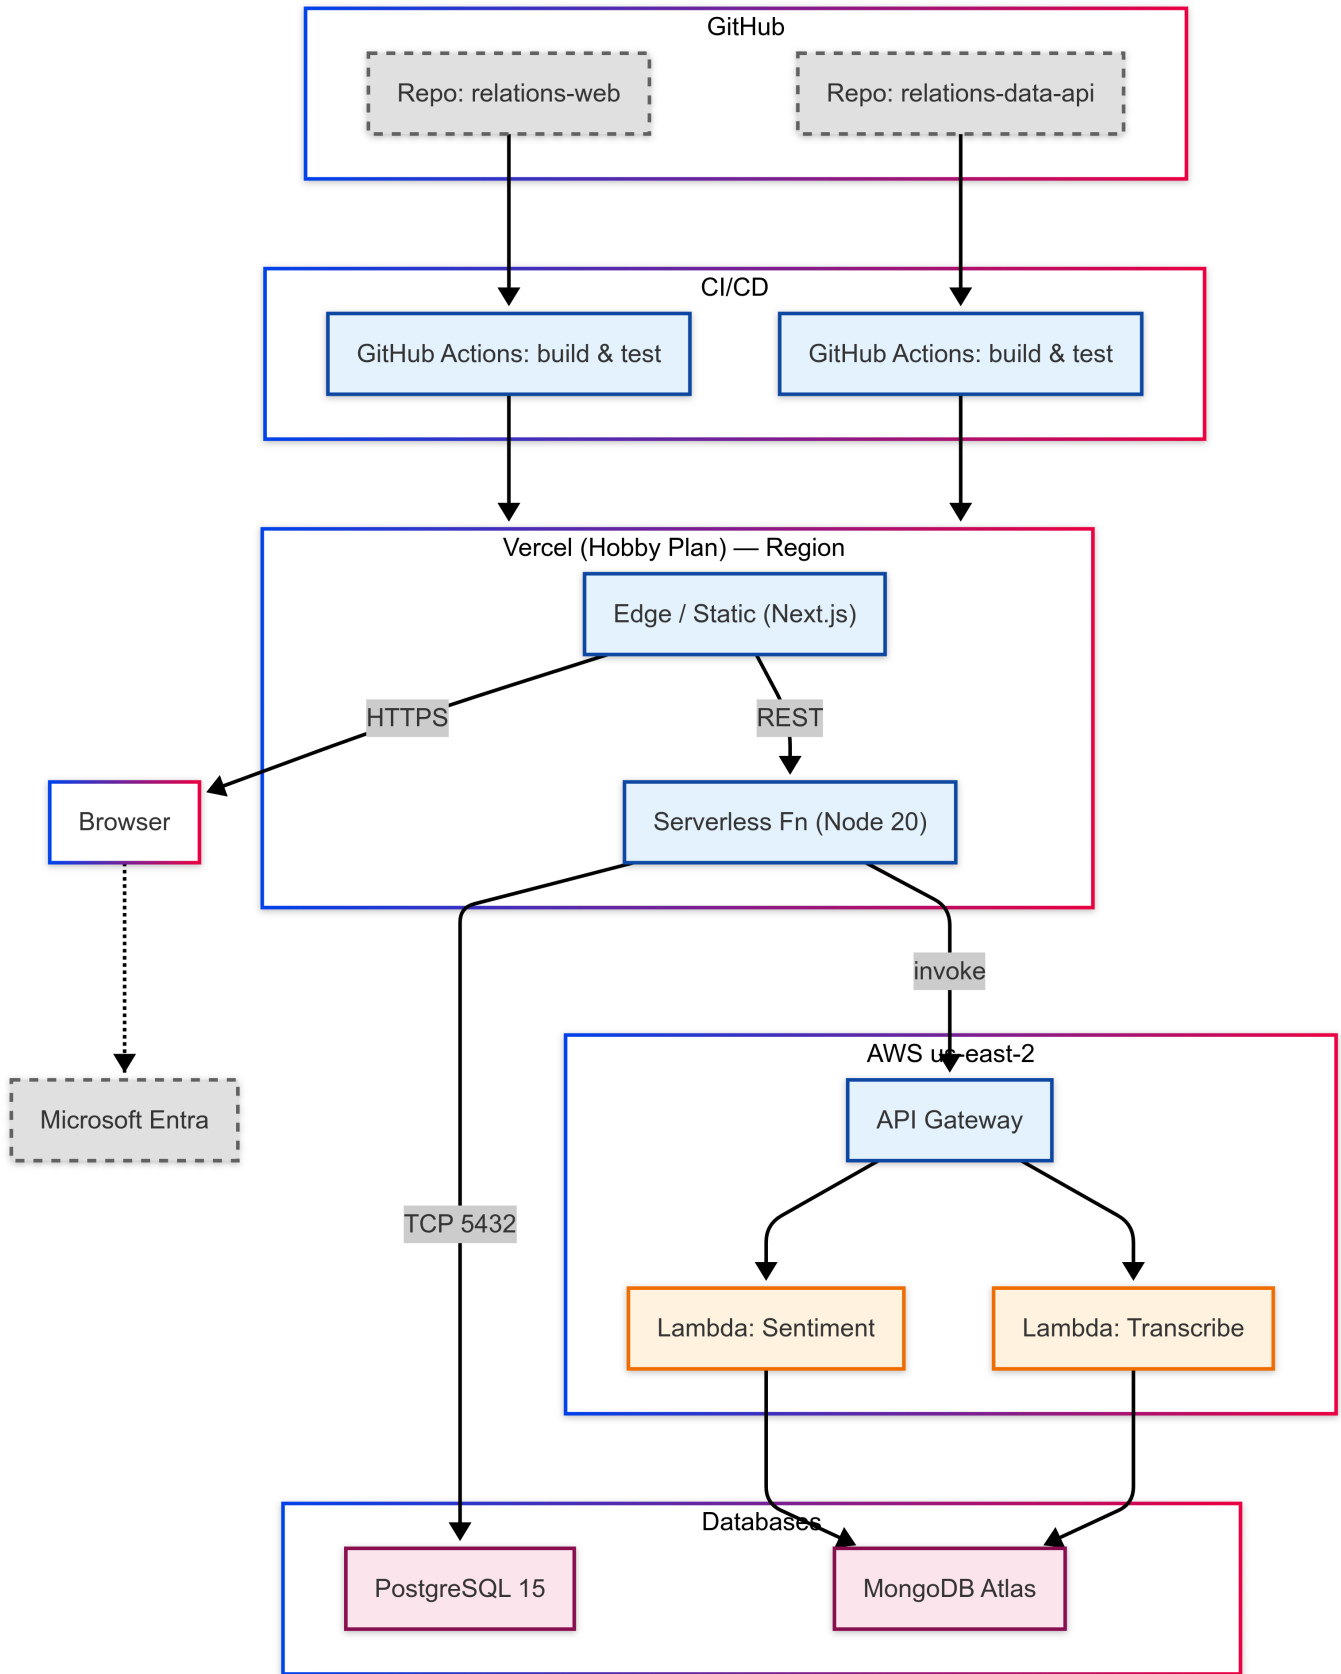 GitHub
Repo: relations-web
Repo: relations-data-api
CI/CD
GitHub Actions: build & test
GitHub Actions: build & test
Vercel (Hobby Plan) — Region
Edge / Static (Next.js)
HTTPS
REST
Browser
Serverless Fn (Node 20)
invoke
AWS us-east-2
Microsoft Entra
API Gateway
TCP 5432
Lambda: Sentiment
Lambda: Transcribe
Databases
PostgreSQL 15
MongoDB Atlas